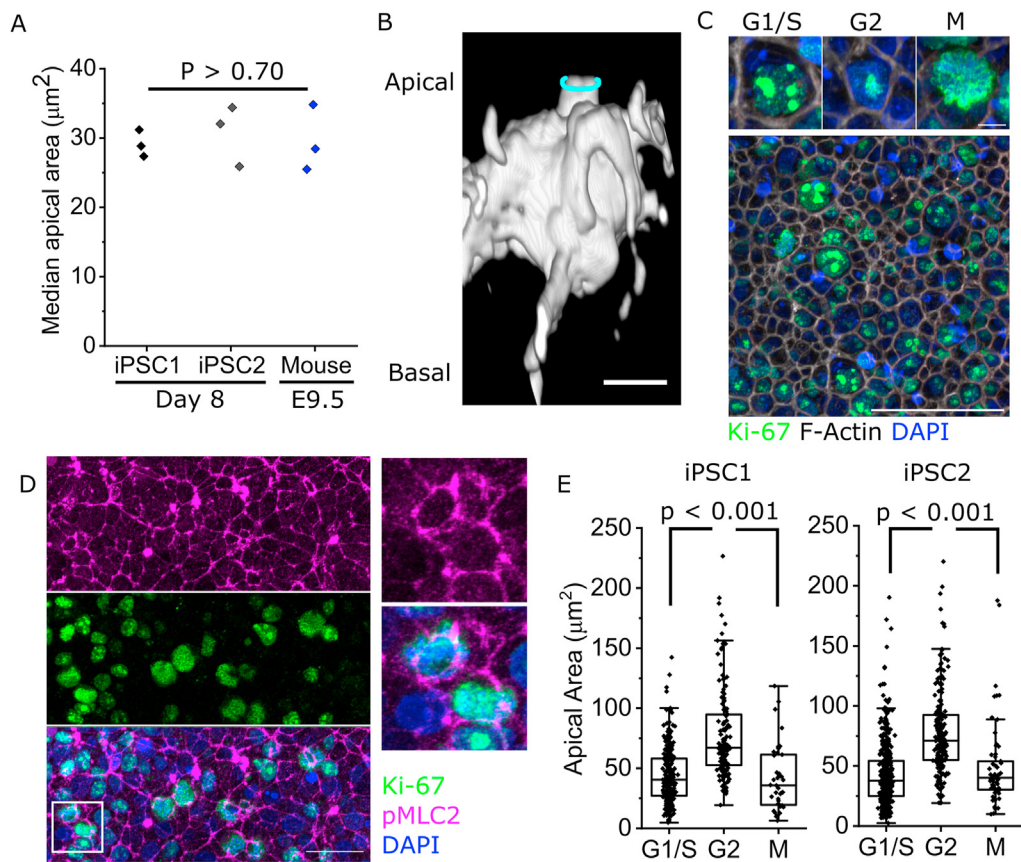 A
P > 0.70
Median apical area (μm²)
40
30
20
10
0
iPSC1 iPSC2 Mouse
Day 8 E9.5
B
Apical
Basal
C
G1/S G2 M
Ki-67 F-Actin DAPI
D
Ki-67
pMLC2
DAPI
E
iPSC1
p < 0.001
Apical Area (μm²)
250
200
150
100
50
0
G1/S G2 M
iPSC2
p < 0.001
250
200
150
100
50
0
G1/S G2 M